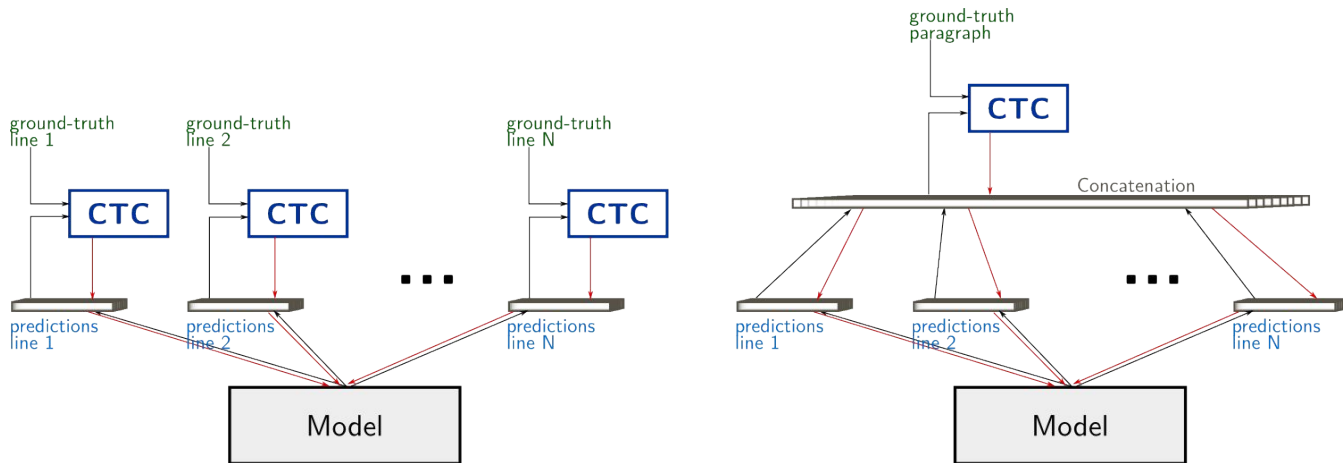 ground-truth
line 1
ground-truth
line 2
ground-truth
line N
CTC
CTC
CTC
predictions
line 1
predictions
line 2
predictions
line N
Model
ground-truth
paragraph
CTC
Concatenation
predictions
line 1
predictions
line 2
predictions
line N
Model